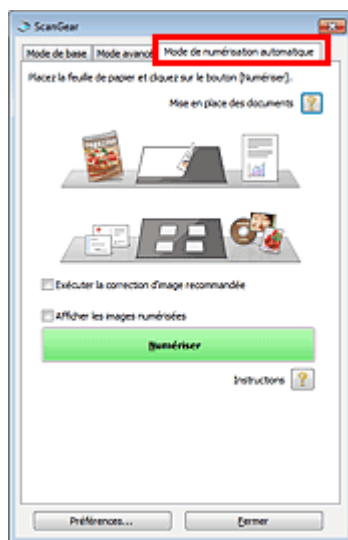 ScanGear
Mode de base Mode avancé Mode de numérisation automatique
Placez la feuille de papier et cliquez sur le bouton [Numériser].
Mise en place des documents ?
Exécuter la correction d'image recommandée
Afficher les images numérisées
Numériser
Instructions ?
Préférences... Fermer